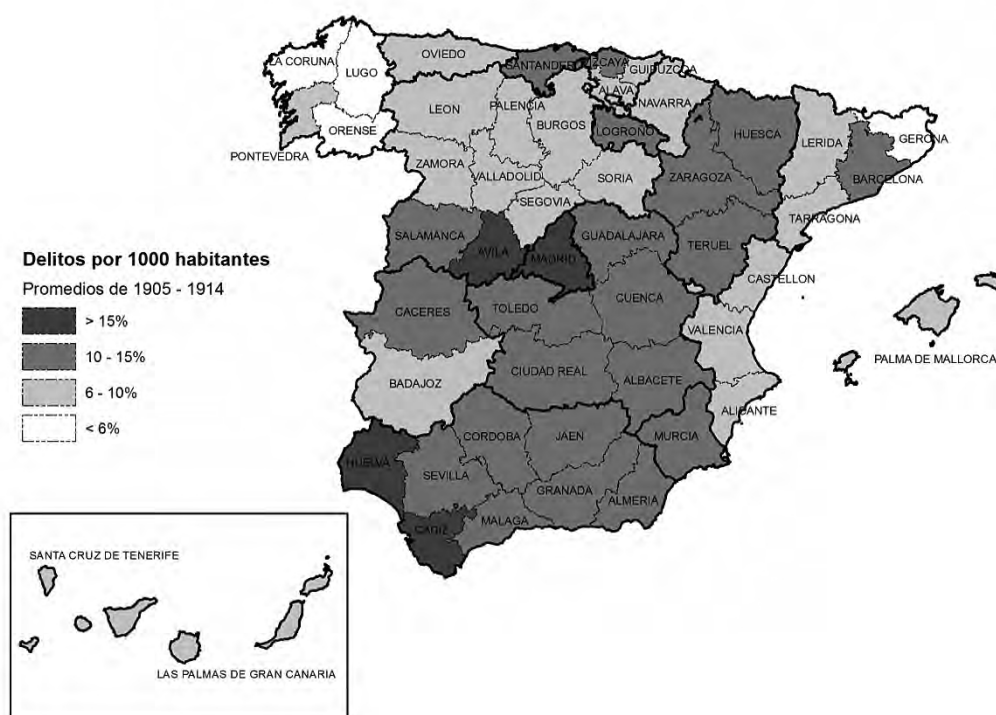 LA CORUNA
LUGO
OVIEDO
SANTANDER
VIZCAYA
GUIPUZCOA
ALAVA
NAVARRA
PONTEVEDRA
ORENSE
LEON
PALENCIA
BURGOS
LOGROÑO
HUESCA
LERIDA
GERONA
BARCELONA
ZAMORA
VALLADOLID
SORIA
ZARAGOZA
TARRAGONA
SEGOVIA
SALAMANCA
AVILA
MADRID
GUADALAJARA
TERUEL
CASTELLON
CACERES
TOLEDO
CUENCA
VALENCIA
PALMA DE MALLORCA
BADAJOZ
CIUDAD REAL
ALBACETE
ALICANTE
HUELVA
SEVILLA
CORDOBA
JAEN
MURCIA
GRANADA
ALMERIA
CADIZ
MALAGA
Delitos por 1000 habitantes
Promedios de 1905 - 1914
> 15%
10 - 15%
6 - 10%
< 6%
SANTA CRUZ DE TENERIFE
LAS PALMAS DE GRAN CANARIA